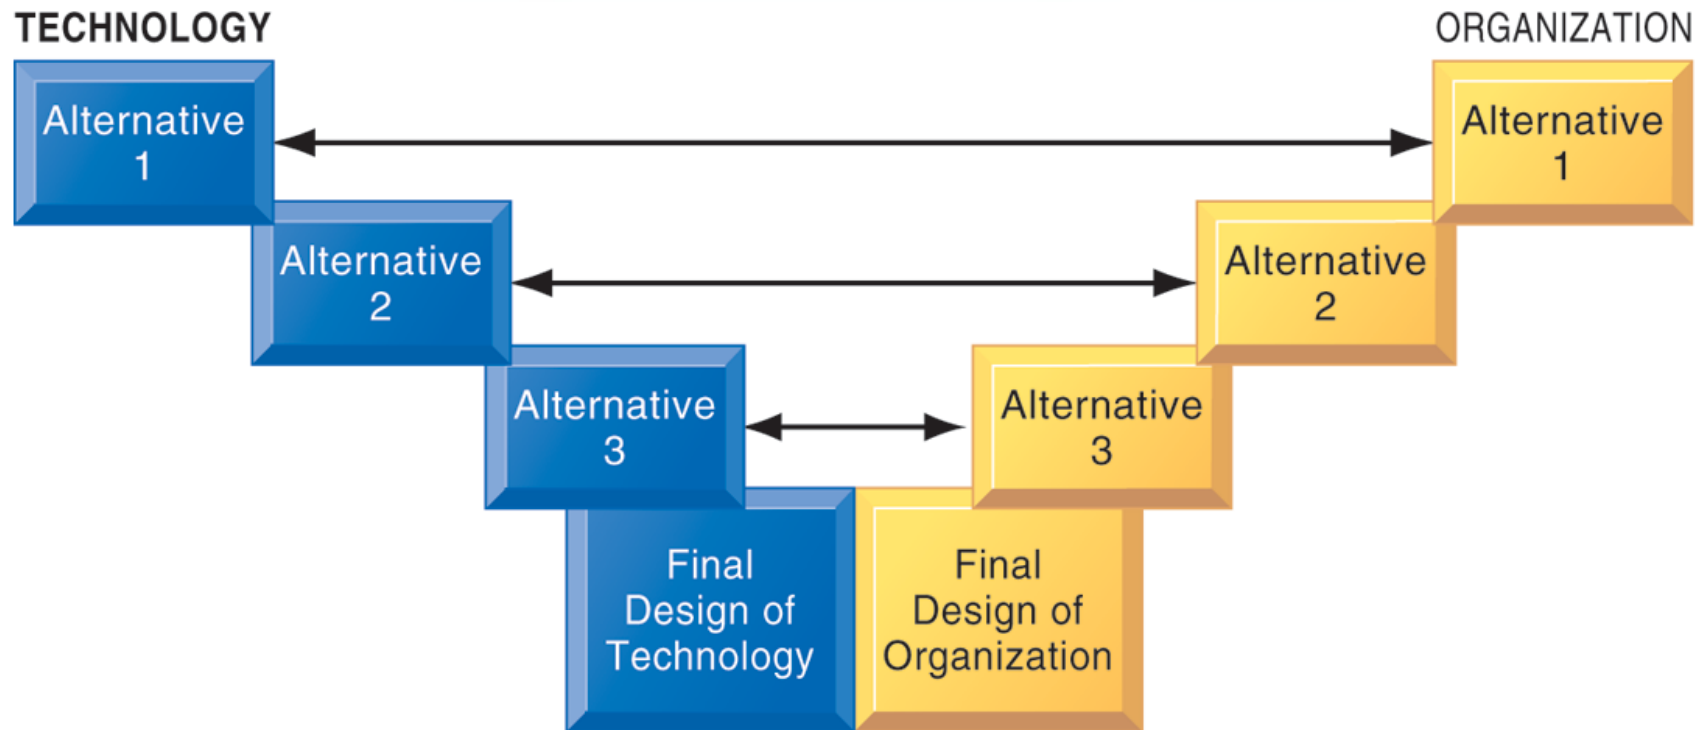 TECHNOLOGY
ORGANIZATION
Alternative
1
Alternative
1
Alternative
2
Alternative
2
Alternative
3
Alternative
3
Final
Design of
Technology
Final
Design of
Organization